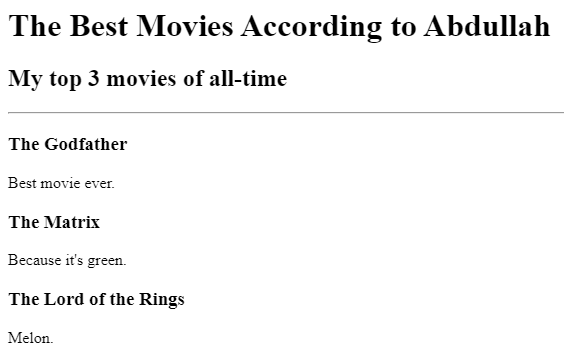 The Best Movies According to Abdullah
My top 3 movies of all-time
The Godfather
Best movie ever.
The Matrix
Because it's green.
The Lord of the Rings
Melon.